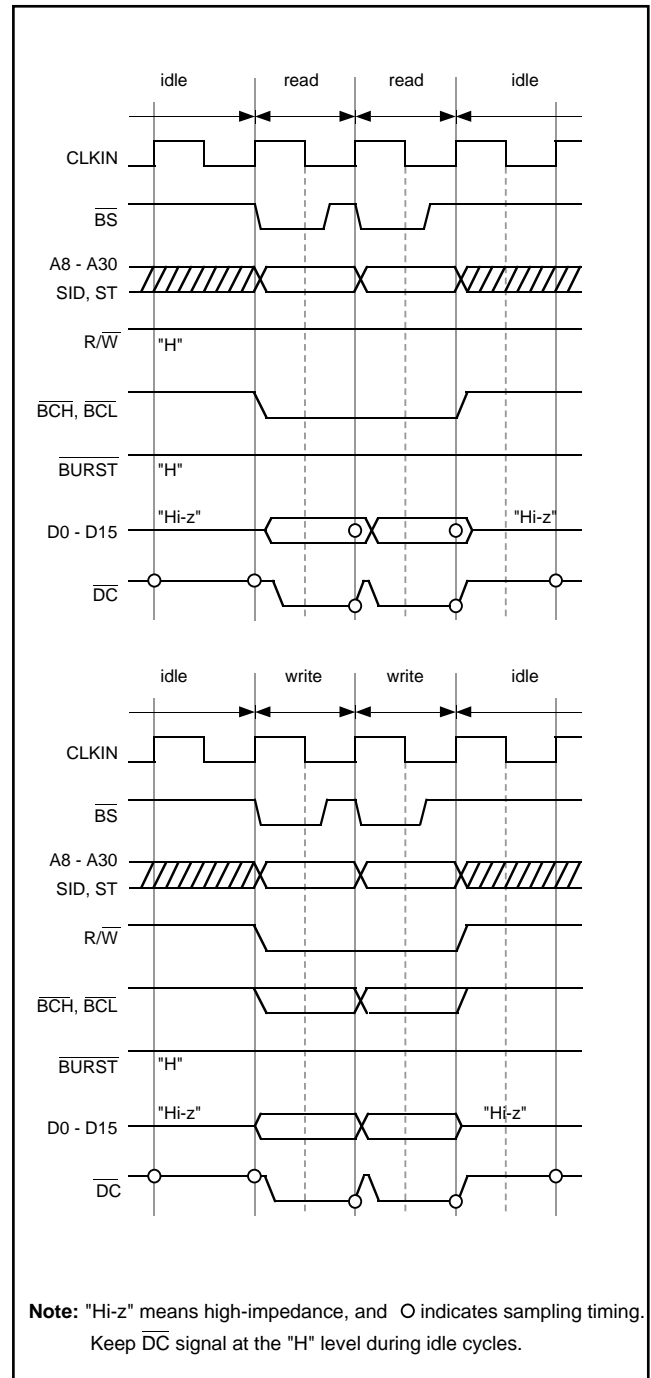 idle read read idle
CLKIN
BS
A8 - A30
SID, ST
R/W "H"
BCH, BCL
BURST "H"
D0 - D15 "Hi-z" "Hi-z"
DC
idle write write idle
CLKIN
BS
A8 - A30
SID, ST
R/W
BCH, BCL
BURST "H"
D0 - D15 "Hi-z" "Hi-z"
DC
Note: "Hi-z" means high-impedance, and O indicates sampling timing.
Keep DC signal at the "H" level during idle cycles.